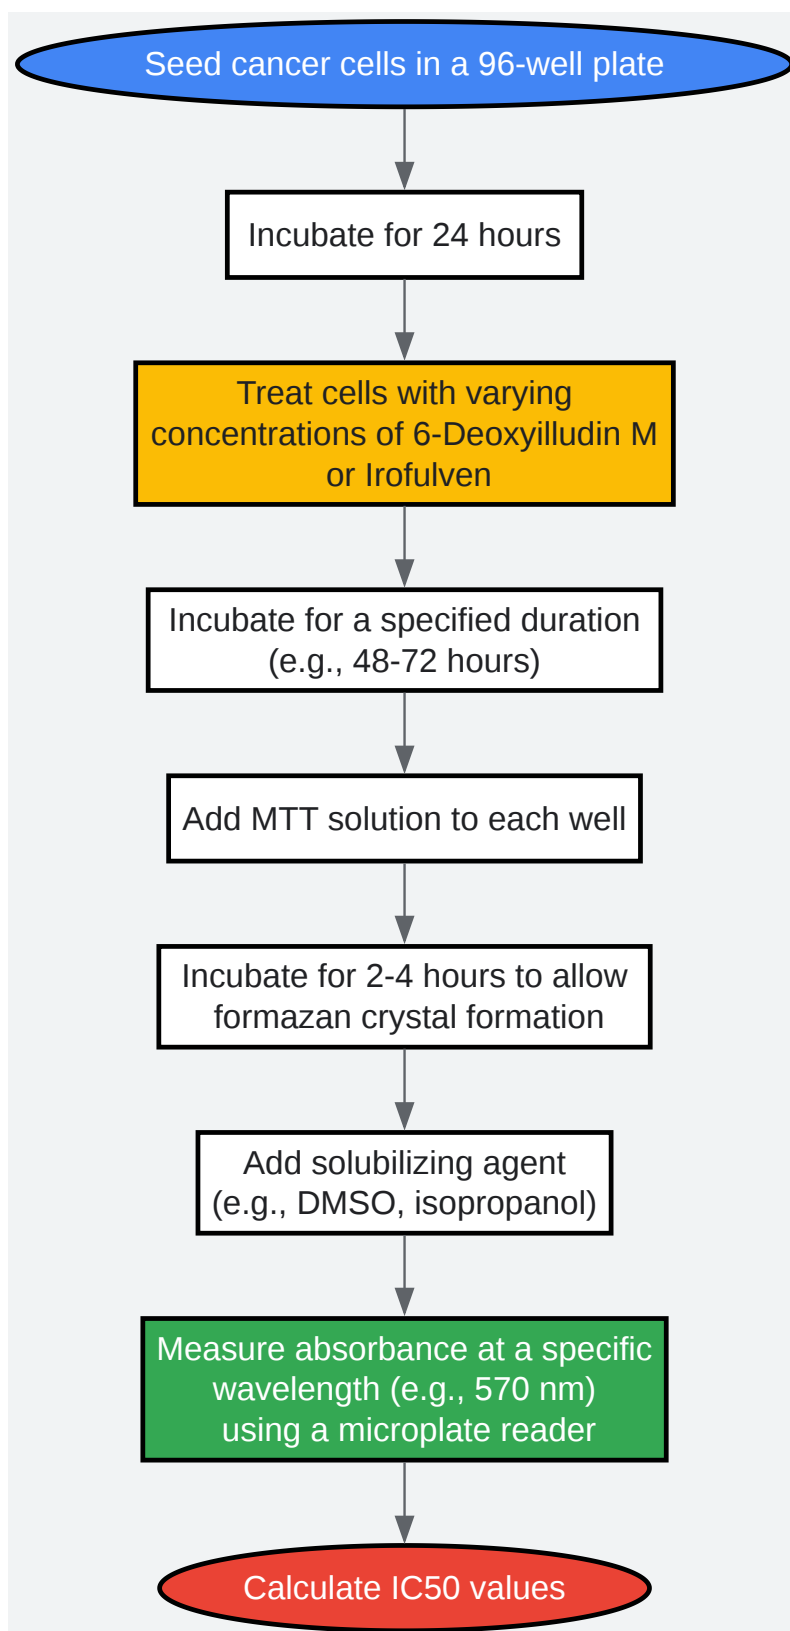 Seed cancer cells in a 96-well plate
Incubate for 24 hours
Treat cells with varying
concentrations of 6-Deoxyilludin M
or Irofulven
Incubate for a specified duration
(e.g., 48-72 hours)
Add MTT solution to each well
Incubate for 2-4 hours to allow
formazan crystal formation
Add solubilizing agent
(e.g., DMSO, isopropanol)
Measure absorbance at a specific
wavelength (e.g., 570 nm)
using a microplate reader
Calculate IC50 values